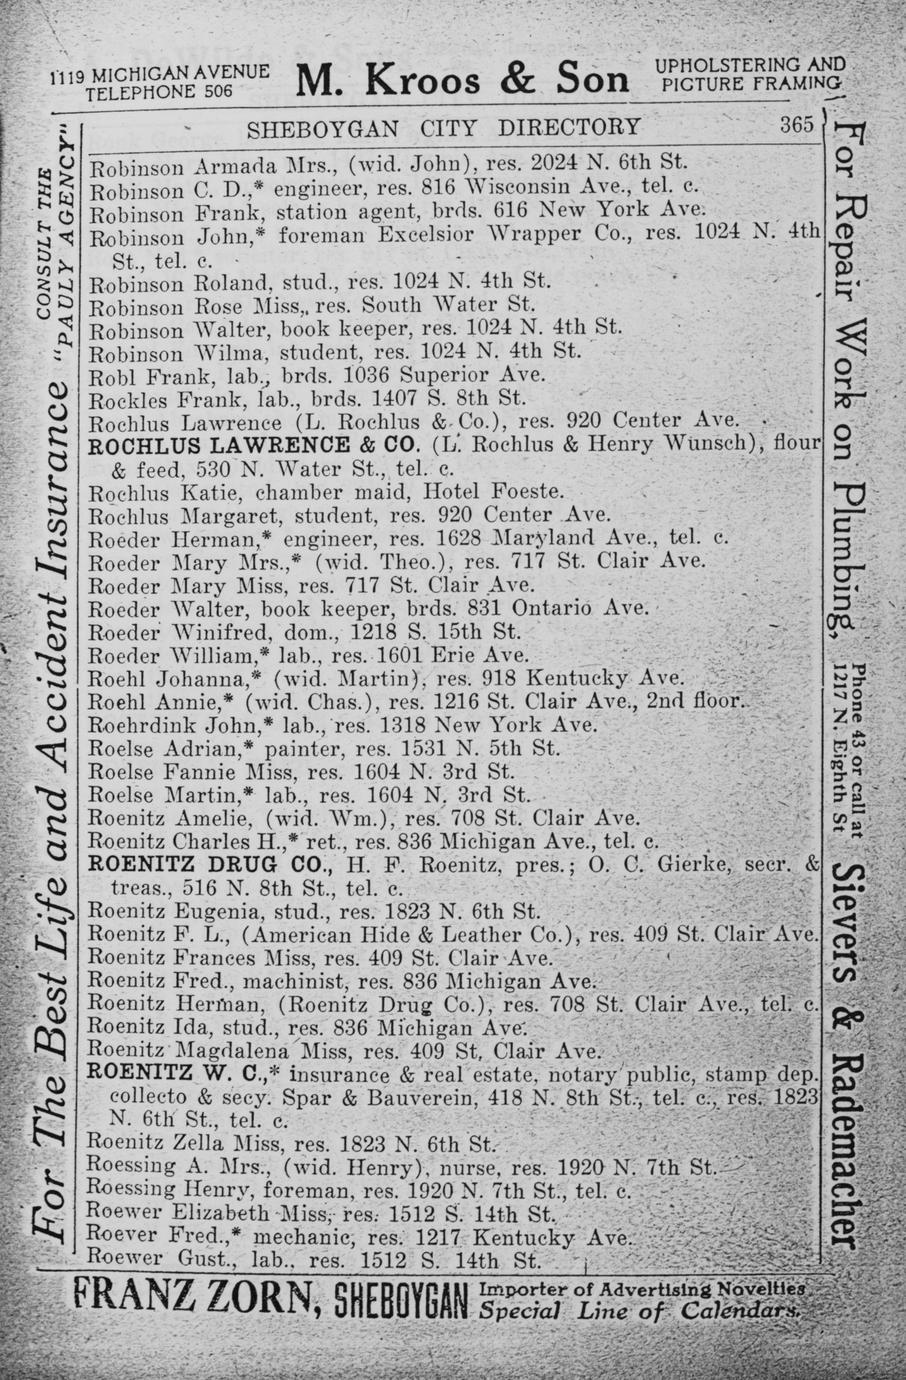 1119 MICHIGAN AVENUE
TELEPHONE 506
M. Kroos & Son
UPHOLSTERING AND
PICTURE FRAMING
SHEBOYGAN CITY DIRECTORY 365
Robinson Armada Mrs., (wid. John), res. 2024 N. 6th St.
Robinson C. D.,* engineer, res. 816 Wisconsin Ave., tel. c.
Robinson Frank, station agent, brds. 616 New York Ave.
Robinson John,* foreman Excelsior Wrapper Co., res. 1024 N. 4th
St., tel. c.
Robinson Roland, stud., res. 1024 N. 4th St.
Robinson Rose Miss,, res. South Water St.
Robinson Walter, book keeper, res. 1024 N. 4th St.
Robinson Wilma, student, res. 1024 N. 4th St.
Robl Frank, lab., brds. 1036 Superior Ave.
Rockles Frank, lab., brds. 1407 S. 8th St.
Rochlus Lawrence (L. Rochlus & Co.), res. 920 Center Ave.
ROCHLUS LAWRENCE & CO. (L. Rochlus & Henry Wunsch), flour
& feed, 530 N. Water St., tel. c.
Rochlus Katie, chamber maid, Hotel Foeste.
Rochlus Margaret, student, res. 920 Center Ave.
Roeder Herman,* engineer, res. 1628 Maryland Ave., tel. c.
Roeder Mary Mrs.,* (wid. Theo.), res. 717 St. Clair Ave.
Roeder Mary Miss, res. 717 St. Clair Ave.
Roeder Walter, book keeper, brds. 831 Ontario Ave.
Roeder Winifred, dom., 1218 S. 15th St.
Roeder William,* lab., res. 1601 Erie Ave.
Roehl Johanna,* (wid. Martin), res. 918 Kentucky Ave.
Roehl Annie,* (wid. Chas.), res. 1216 St. Clair Ave., 2nd floor.
Roehrdink John,* lab., res. 1318 New York Ave.
Roelse Adrian,* painter, res. 1531 N. 5th St.
Roelse Fannie Miss, res. 1604 N. 3rd St.
Roelse Martin,* lab., res. 1604 N. 3rd St.
Roenitz Amelie, (wid. Wm.), res. 708 St. Clair Ave.
Roenitz Charles H.,* ret., res. 836 Michigan Ave., tel. c.
ROENITZ DRUG CO., H. F. Roenitz, pres.; O. C. Gierke, secr. &
treas., 516 N. 8th St., tel. c.
Roenitz Eugenia, stud., res. 1823 N. 6th St.
Roenitz F. L., (American Hide & Leather Co.), res. 409 St. Clair Ave.
Roenitz Frances Miss, res. 409 St. Clair Ave.
Roenitz Fred., machinist, res. 836 Michigan Ave.
Roenitz Herman, (Roenitz Drug Co.), res. 708 St. Clair Ave., tel. c.
Roenitz Ida, stud., res. 836 Michigan Ave.
Roenitz Magdalena Miss, res. 409 St. Clair Ave.
ROENITZ W. C.,* insurance & real estate, notary public, stamp dep.
collecto & secy. Spar & Bauverein, 418 N. 8th St., tel. c., res. 1823
N. 6th St., tel. c.
Roenitz Zella Miss, res. 1823 N. 6th St.
Roessing A. Mrs., (wid. Henry), nurse, res. 1920 N. 7th St.
Roessing Henry, foreman, res. 1920 N. 7th St., tel. c.
Roewer Elizabeth Miss, res. 1512 S. 14th St.
Roever Fred.,* mechanic, res. 1217 Kentucky Ave.
Roewer Gust., lab., res. 1512 S. 14th St.
For The Best Life and Accident Insurance
CONSULT THE
"PAULY AGENCY"
For Repair Work on Plumbing,
Phone 43 or call at
1217 N. Eighth St
Sievers & Rademacher
FRANZ ZORN, SHEBOYGAN
Importer of Advertising Novelties
Special Line of Calendars.